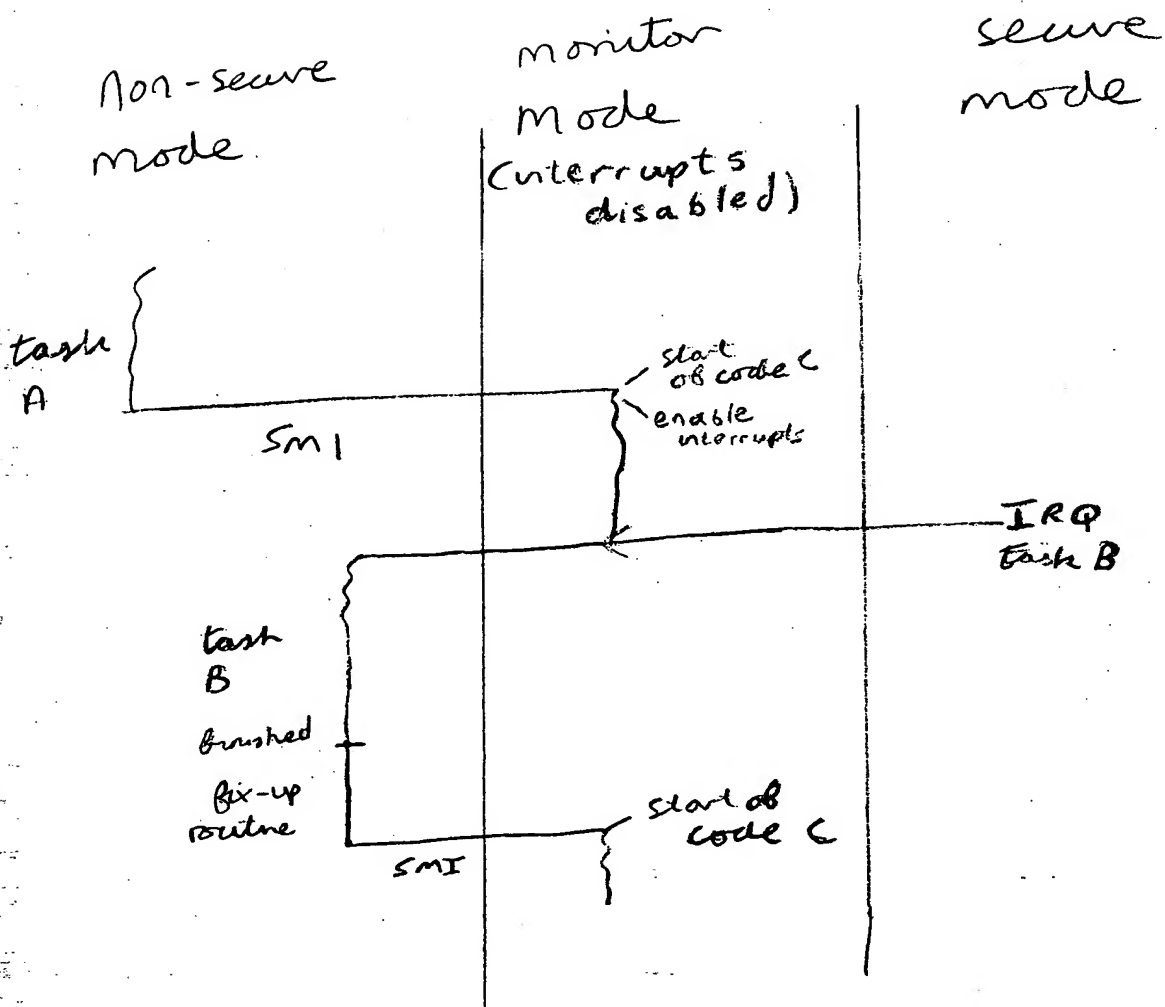 non-secure
mode
monitor
mode
(interrupts
disabled)
secure
mode
task
A
SMI
start
of code C
enable
interrupts
IRQ
task B
task
B
finished
fix-up
routine
SMI
start of
code C